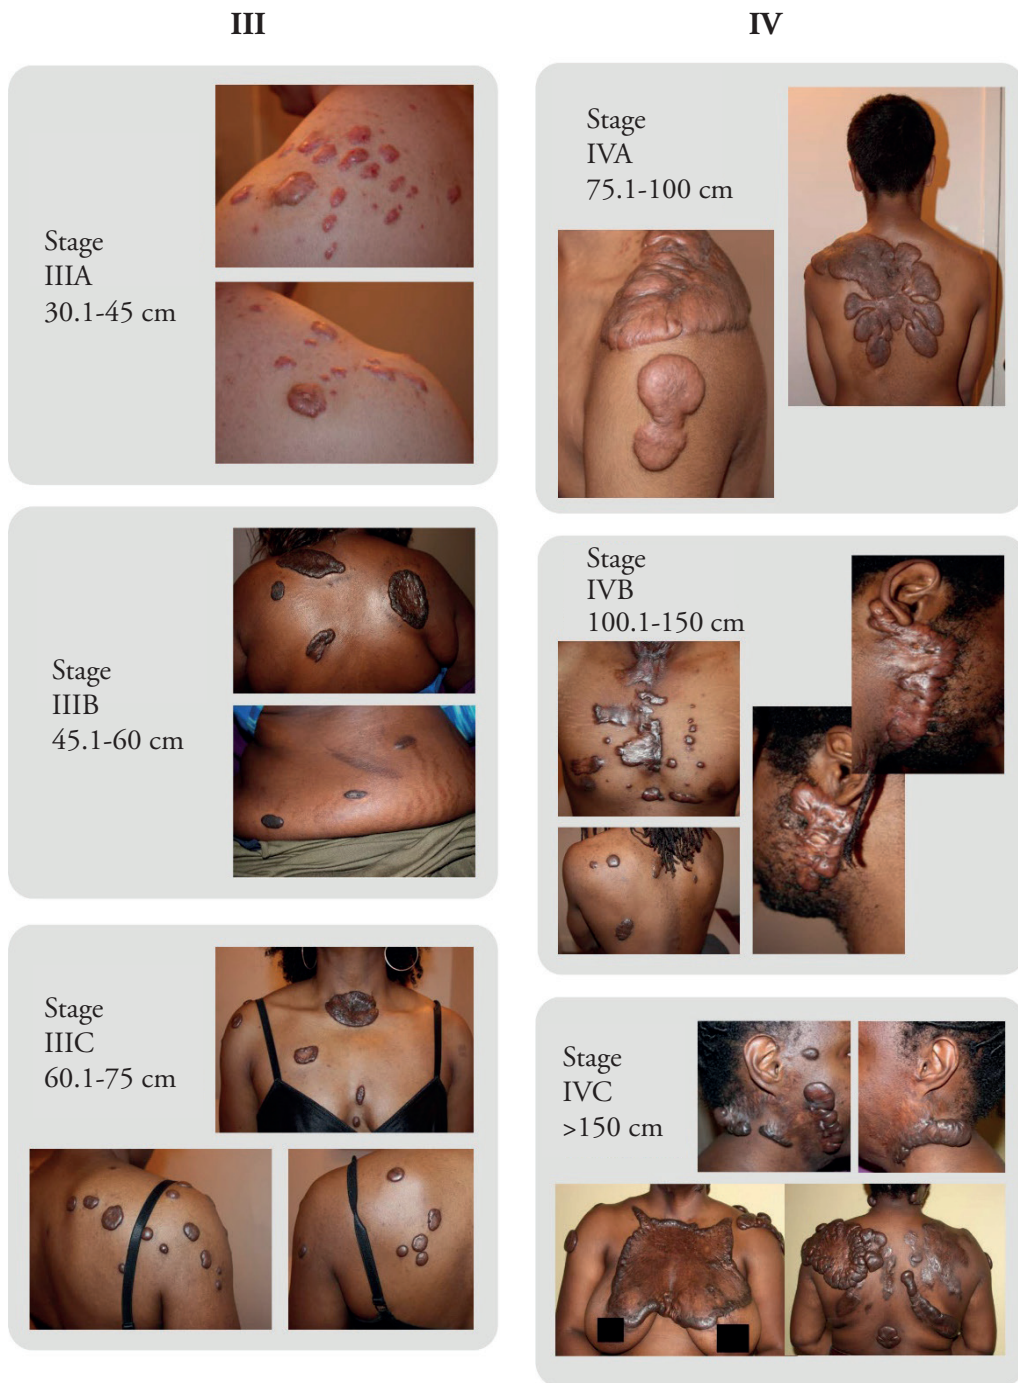 III
Stage
IIIA
30.1-45 cm
Stage
IIIB
45.1-60 cm
Stage
IIIC
60.1-75 cm
IV
Stage
IVA
75.1-100 cm
Stage
IVB
100.1-150 cm
Stage
IVC
>150 cm